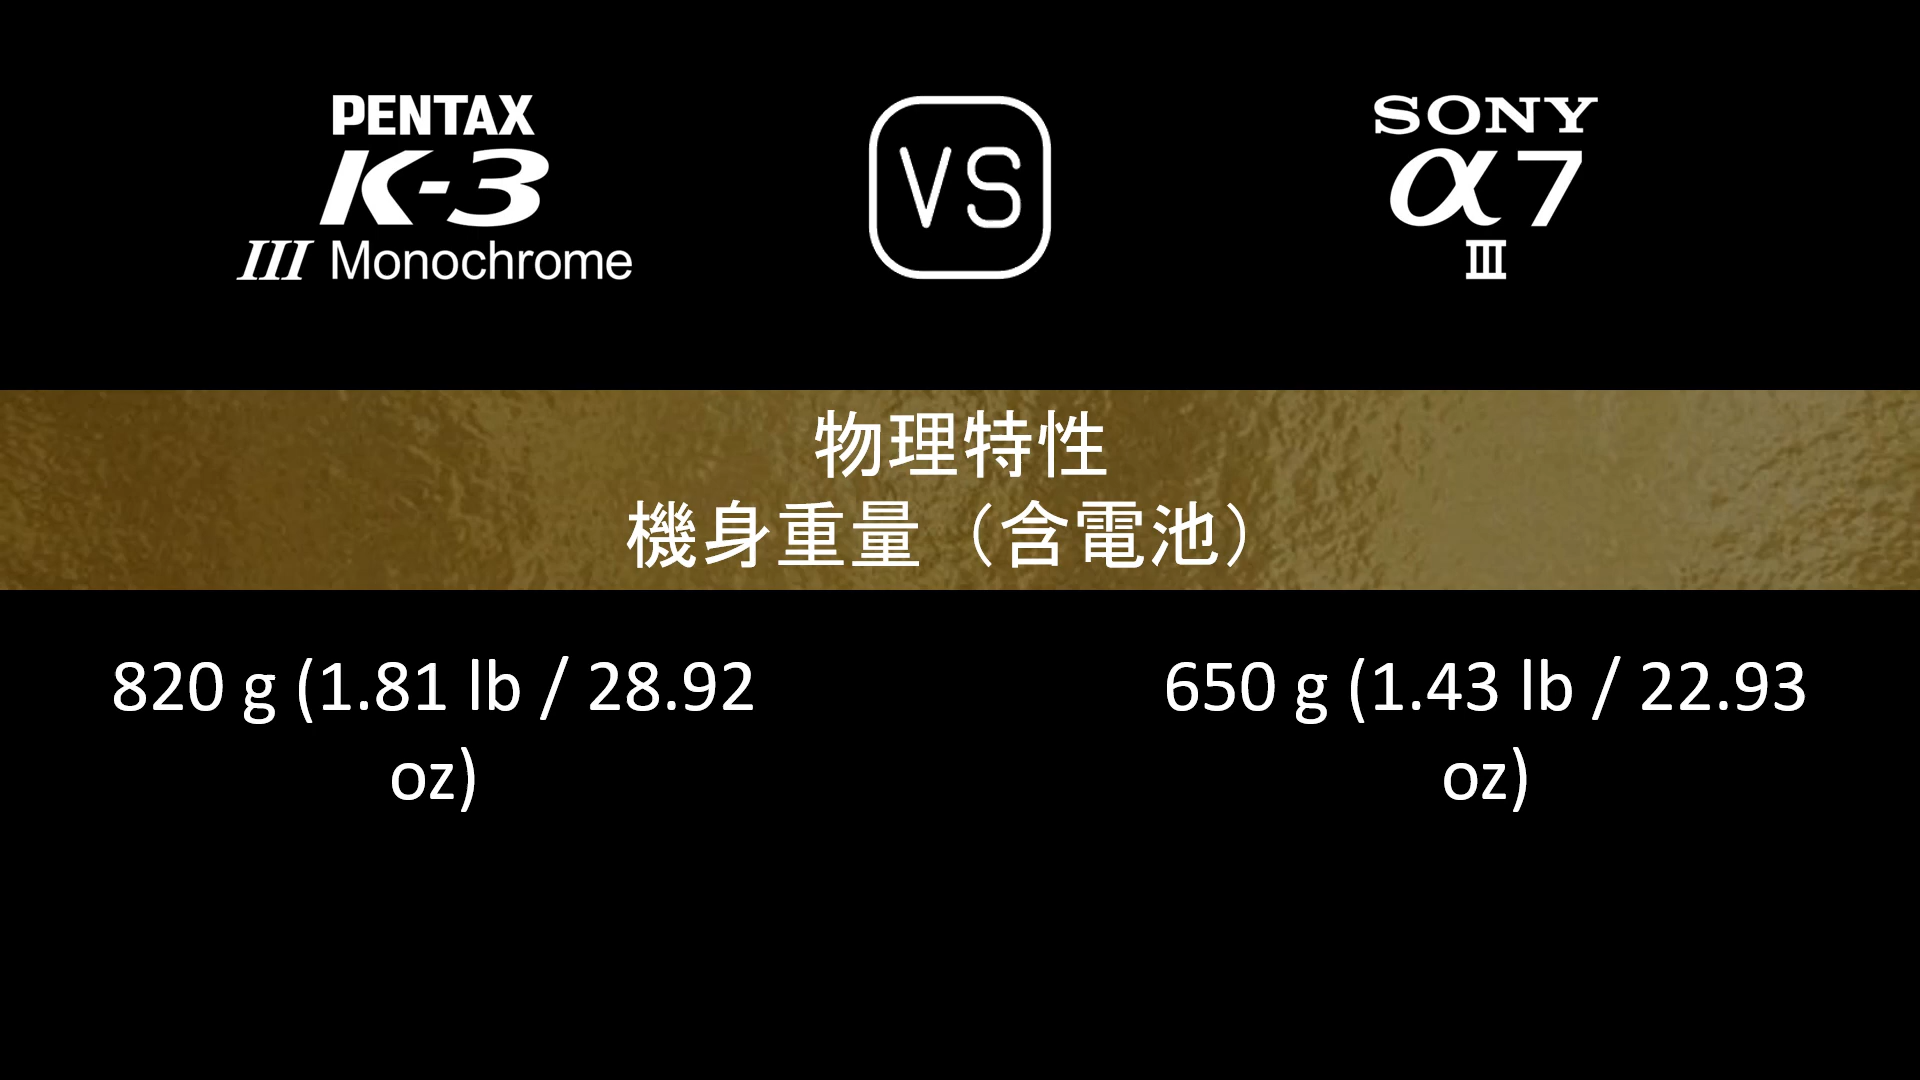 PENTAX
K-3
III Monochrome
VS
SONY
α7
III
物理特性
機身重量（含電池）
820 g (1.81 lb / 28.92
oz)
650 g (1.43 lb / 22.93
oz)